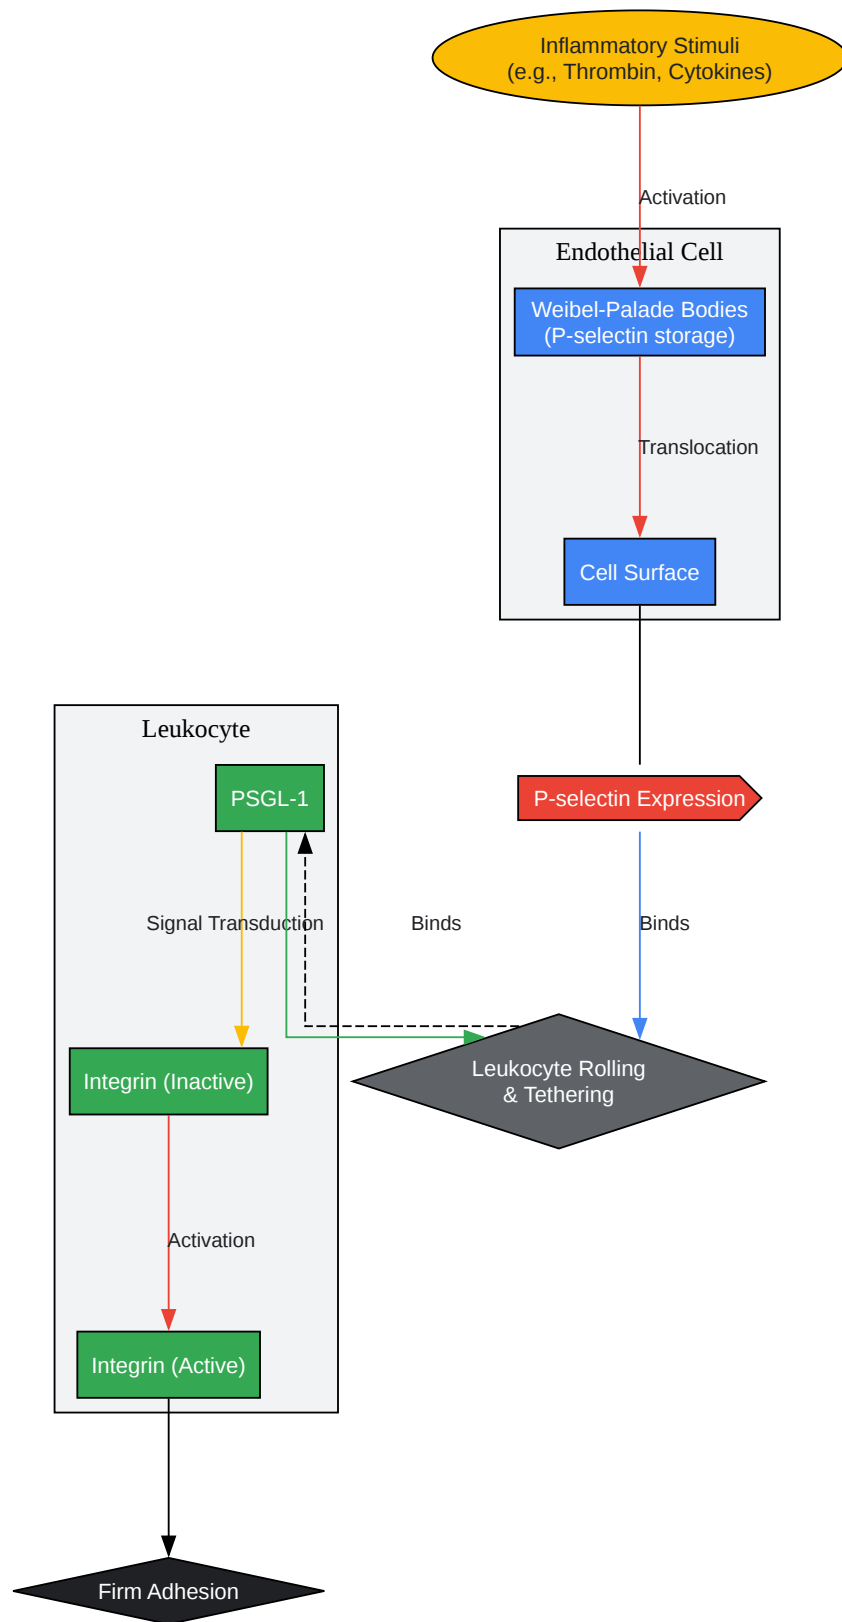 Inflammatory Stimuli
(e.g., Thrombin, Cytokines)
Activation
Endothelial Cell
Weibel-Palade Bodies
(P-selectin storage)
Translocation
Cell Surface
Leukocyte
PSGL-1
P-selectin Expression
Signal Transduction
Binds
Binds
Leukocyte Rolling
& Tethering
Integrin (Inactive)
Activation
Integrin (Active)
Firm Adhesion